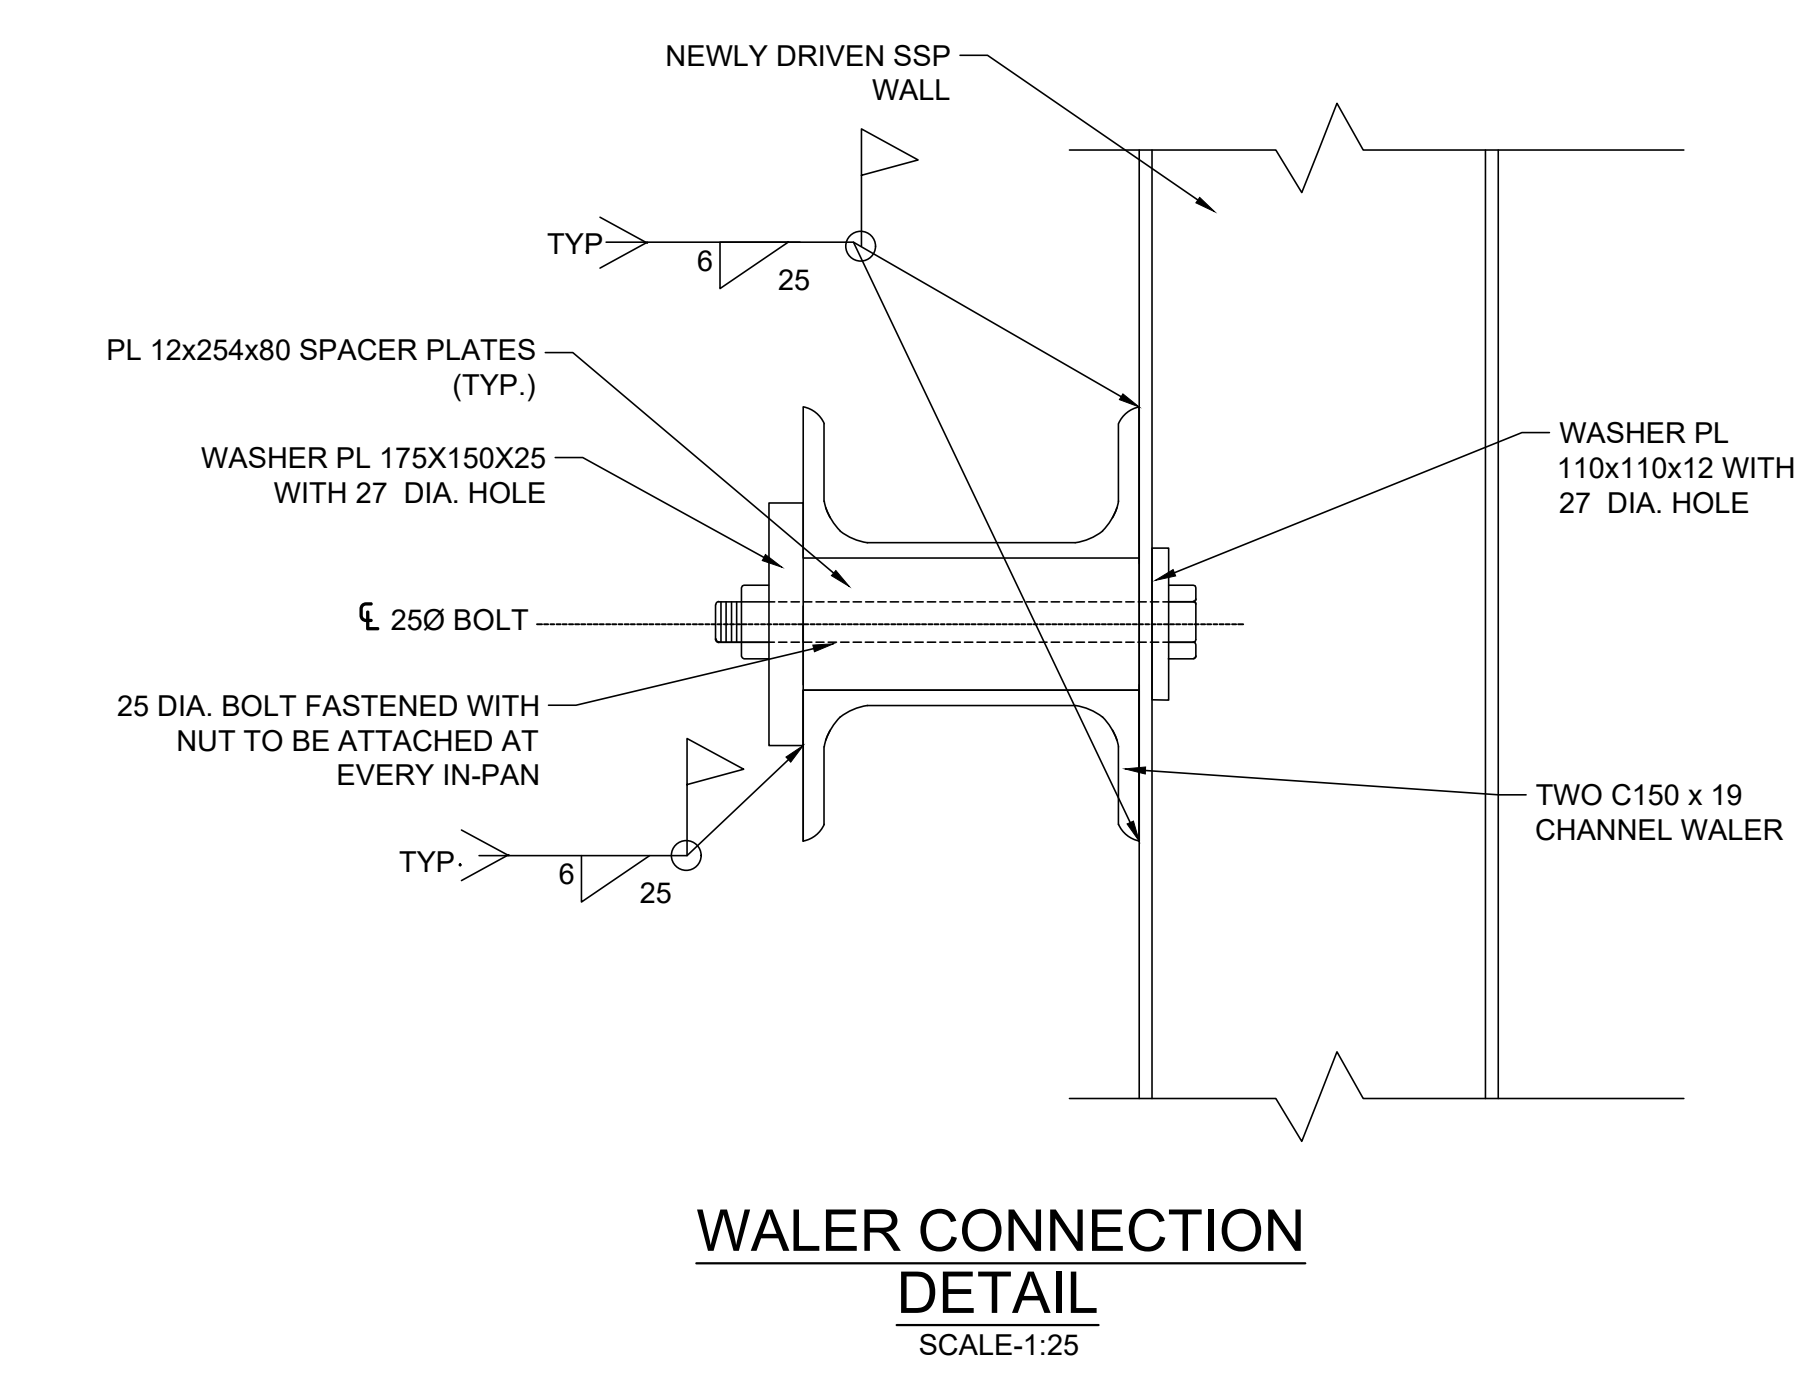 NEWLY DRIVEN SSP
WALL
TYP
6
25
PL 12x254x80 SPACER PLATES
(TYP.)
WASHER PL 175X150X25
WITH 27 DIA. HOLE
WASHER PL
110x110x12 WITH
27 DIA. HOLE
℄ 25Ø BOLT
25 DIA. BOLT FASTENED WITH
NUT TO BE ATTACHED AT
EVERY IN-PAN
TWO C150 x 19
CHANNEL WALER
TYP.
6
25
WALER CONNECTION
DETAIL
SCALE-1:25